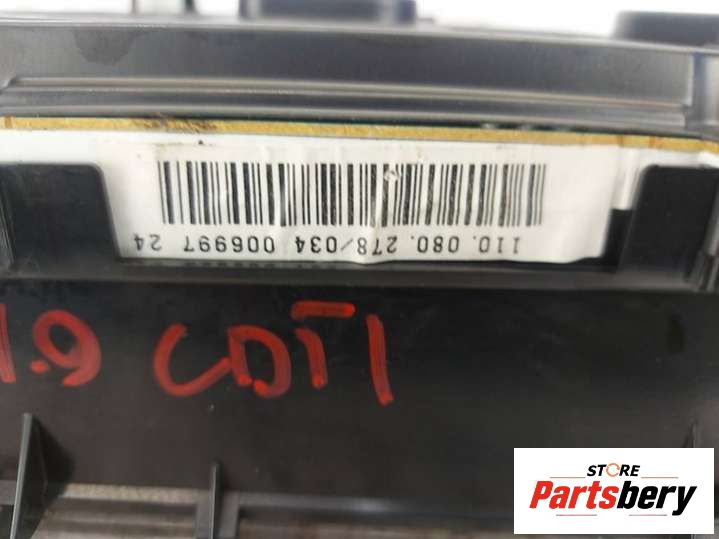 110.080.278/034 006997 24
1.9 CDTI
STORE
Partsbery